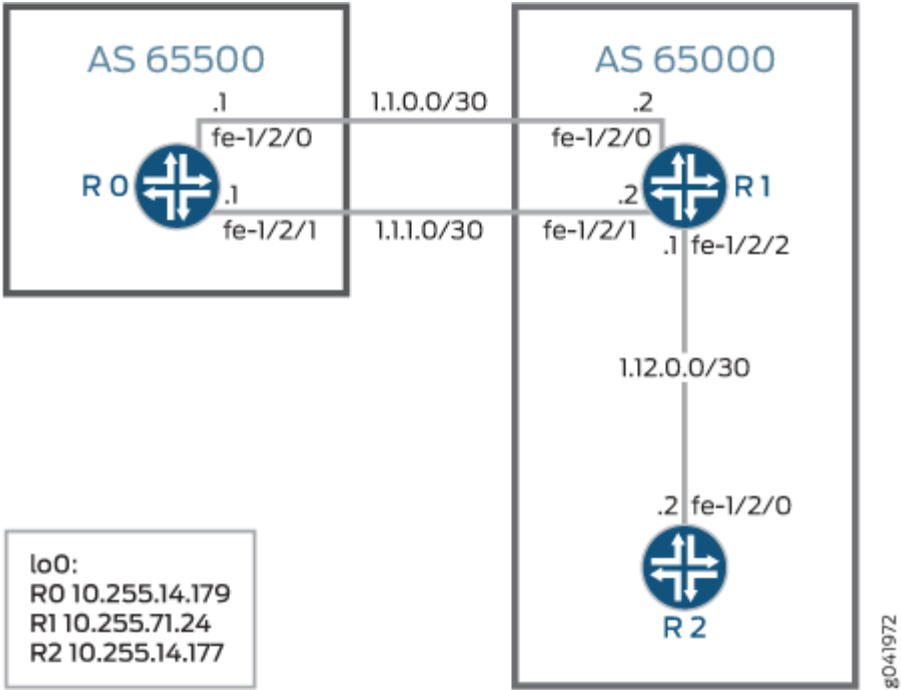 AS 65500
AS 65000
.1
1.1.0.0/30
.2
fe-1/2/0
fe-1/2/0
R 0
R 1
.1
.2
fe-1/2/1
1.1.1.0/30
fe-1/2/1
.1 fe-1/2/2
1.12.0.0/30
.2 fe-1/2/0
R 2
lo0:
R0 10.255.14.179
R1 10.255.71.24
R2 10.255.14.177
g041972